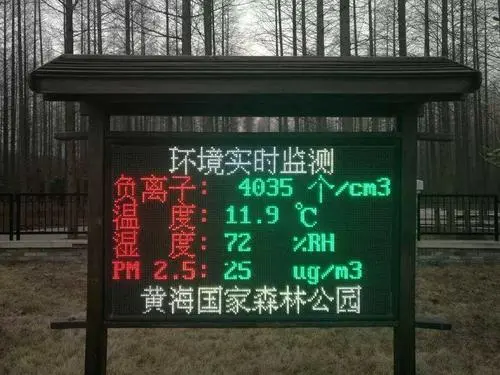 环境实时监测
负离子: 4035 个/cm3
温 度: 11.9 ℃
湿 度: 72 %RH
PM 2.5: 25 ug/m3
黄海国家森林公园